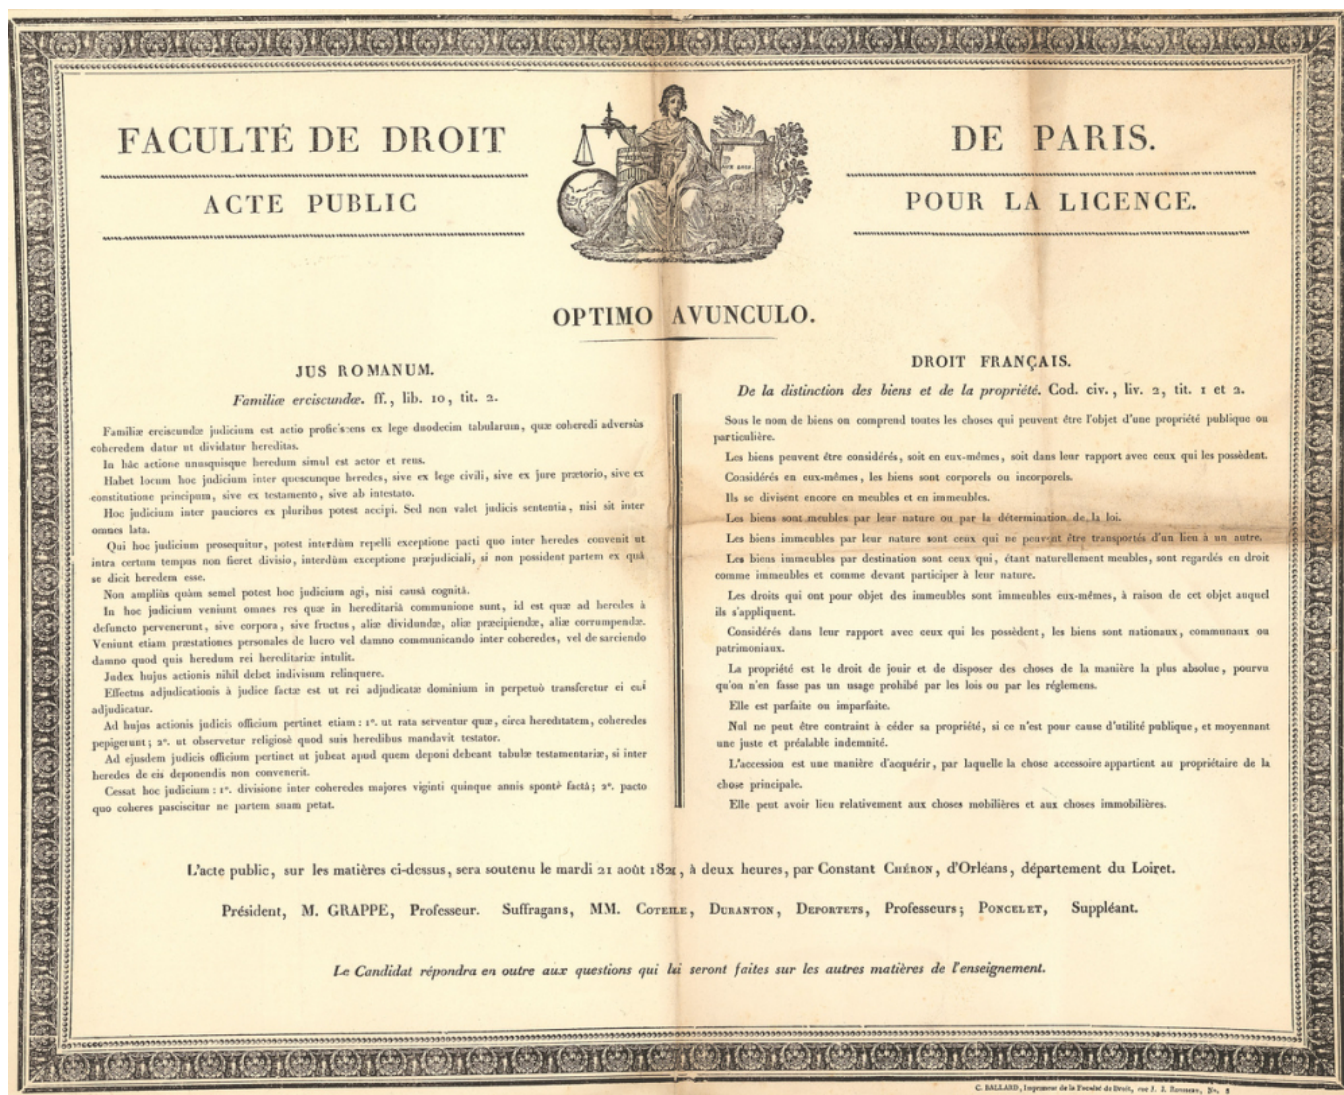 FACULTÉ DE DROIT
DE PARIS.
ACTE PUBLIC
POUR LA LICENCE.
OPTIMO AVUNCULO.
JUS ROMANUM.
Familiæ erciscundæ. ff., lib. 10, tit. 2.
Familiæ erciscundæ judicium est actio proficiscens ex lege duodecim tabularum, quæ coheredi adversùs
coheredem datur ut dividatur hereditas.
In hâc actione unusquisque heredum simul est actor et reus.
Habet locum hoc judicium inter quoscunque heredes, sive ex lege civili, sive ex jure prætorio, sive ex
constitutione principum, sive ex testamento, sive ab intestato.
Hoc judicium inter pauciores ex pluribus potest accipi. Sed non valet judicis sententia, nisi sit inter
omnes lata.
Qui hoc judicium prosequitur, potest interdùm repelli exceptione pacti quo inter heredes convenit ut
intra certum tempus non fieret divisio, interdùm exceptione præjudiciali, si non possident partem ex quâ
se dicit heredem esse.
Non ampliùs quàm semel potest hoc judicium agi, nisi causâ cognitâ.
In hoc judicium veniunt omnes res quæ in hereditariâ communione sunt, id est quæ ad heredes à
defuncto pervenerunt, sive corpora, sive fructus, aliæ dividundæ, aliæ præcipiendæ, aliæ corrumpendæ.
Veniunt etiam præstationes personales de lucro vel damno communicando inter coheredes, vel de sarciendo
damno quod quis heredum rei hereditariæ intulit.
Judex hujus actionis nihil debet indivisum relinquere.
Effectus adjudicationis à judice factæ est ut rei adjudicatæ dominium in perpetuò transferetur ei cui
adjudicatur.
Ad hujus actionis judicis officium pertinet etiam : 1°. ut rata serventur quæ, circa hereditatem, coheredes
pepigerunt ; 2°. ut observetur religiosè quod suis heredibus mandavit testator.
Ad ejusdem judicis officium pertinet ut jubeat apud quem deponi debeant tabulæ testamentariæ, si inter
heredes de eis deponendis non convenerit.
Cessat hoc judicium : 1°. divisione inter coheredes majores viginti quinque annis spontè factâ ; 2°. pacto
quo coheres pasciscitur ne partem suam petat.
DROIT FRANÇAIS.
De la distinction des biens et de la propriété. Cod. civ., liv. 2, tit. 1 et 2.
Sous le nom de biens on comprend toutes les choses qui peuvent être l'objet d'une propriété publique ou
particulière.
Les biens peuvent être considérés, soit en eux-mêmes, soit dans leur rapport avec ceux qui les possèdent.
Considérés en eux-mêmes, les biens sont corporels ou incorporels.
Ils se divisent encore en meubles et en immeubles.
Les biens sont meubles par leur nature ou par la détermination de la loi.
Les biens immeubles par leur nature sont ceux qui ne peuvent être transportés d'un lieu à un autre.
Les biens immeubles par destination sont ceux qui, étant naturellement meubles, sont regardés en droit
comme immeubles et comme devant participer à leur nature.
Les droits qui ont pour objet des immeubles sont immeubles eux-mêmes, à raison de cet objet auquel
ils s'appliquent.
Considérés dans leur rapport avec ceux qui les possèdent, les biens sont nationaux, communaux ou
patrimoniaux.
La propriété est le droit de jouir et de disposer des choses de la manière la plus absolue, pourvu
qu'on n'en fasse pas un usage prohibé par les lois ou par les réglemens.
Elle est parfaite ou imparfaite.
Nul ne peut être contraint à céder sa propriété, si ce n'est pour cause d'utilité publique, et moyennant
une juste et préalable indemnité.
L'accession est une manière d'acquérir, par laquelle la chose accessoire appartient au propriétaire de la
chose principale.
Elle peut avoir lieu relativement aux choses mobilières et aux choses immobilières.
L'acte public, sur les matières ci-dessus, sera soutenu le mardi 21 août 1821, à deux heures, par Constant CHÉRON, d'Orléans, département du Loiret.
Président, M. GRAPPE, Professeur. Suffragans, MM. COTELLE, DURANTON, DEPORTETS, Professeurs ; PONCELET, Suppléant.
Le Candidat répondra en outre aux questions qui lui seront faites sur les autres matières de l'enseignement.
C. BALLARD, Imprimeur de la Faculté de Droit, rue J. J. Rousseau, No. 8